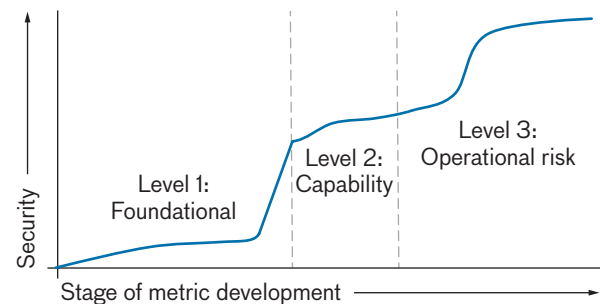 Security
Level 1:
Foundational
Level 2:
Capability
Level 3:
Operational risk
Stage of metric development